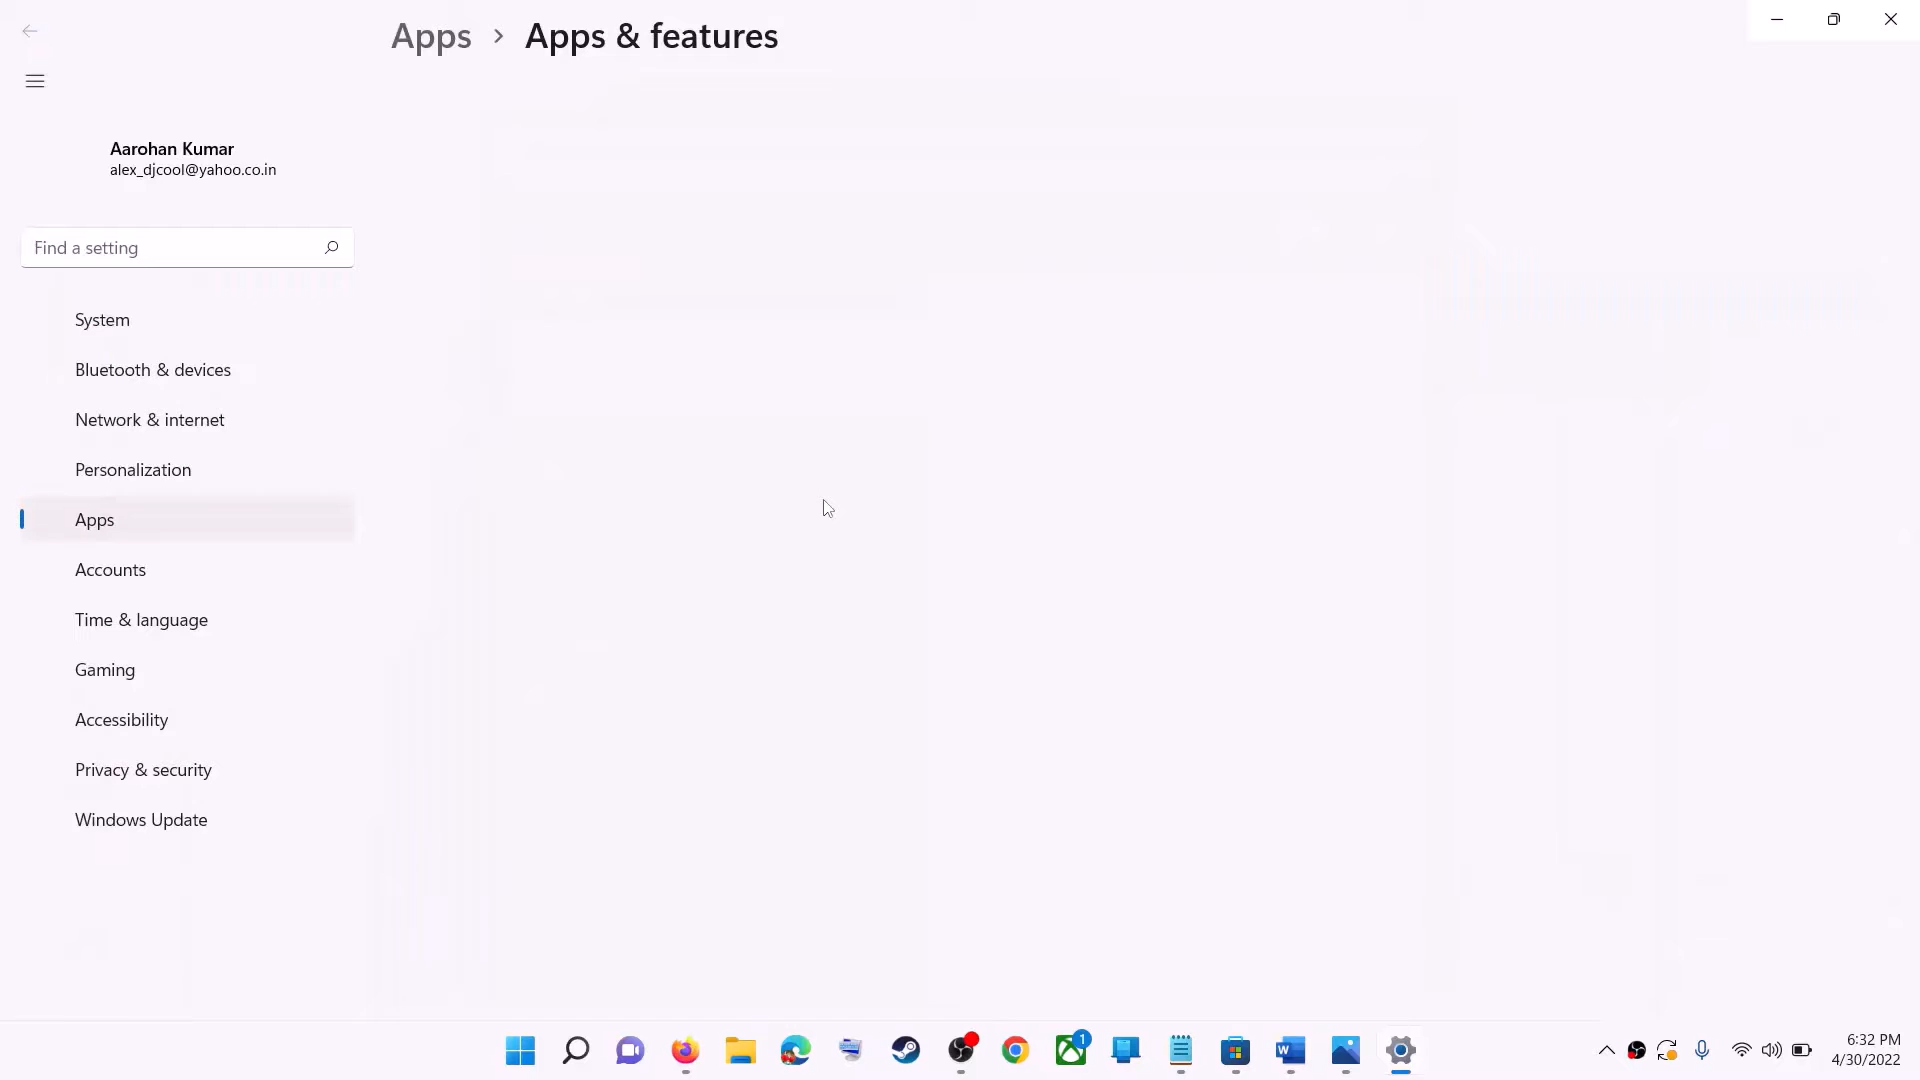 Apps > Apps & features
Aarohan Kumar
alex_djcool@yahoo.co.in
Find a setting
System
Bluetooth & devices
Network & internet
Personalization
Apps
Accounts
Time & language
Gaming
Accessibility
Privacy & security
Windows Update
1
W
6:32 PM
4/30/2022